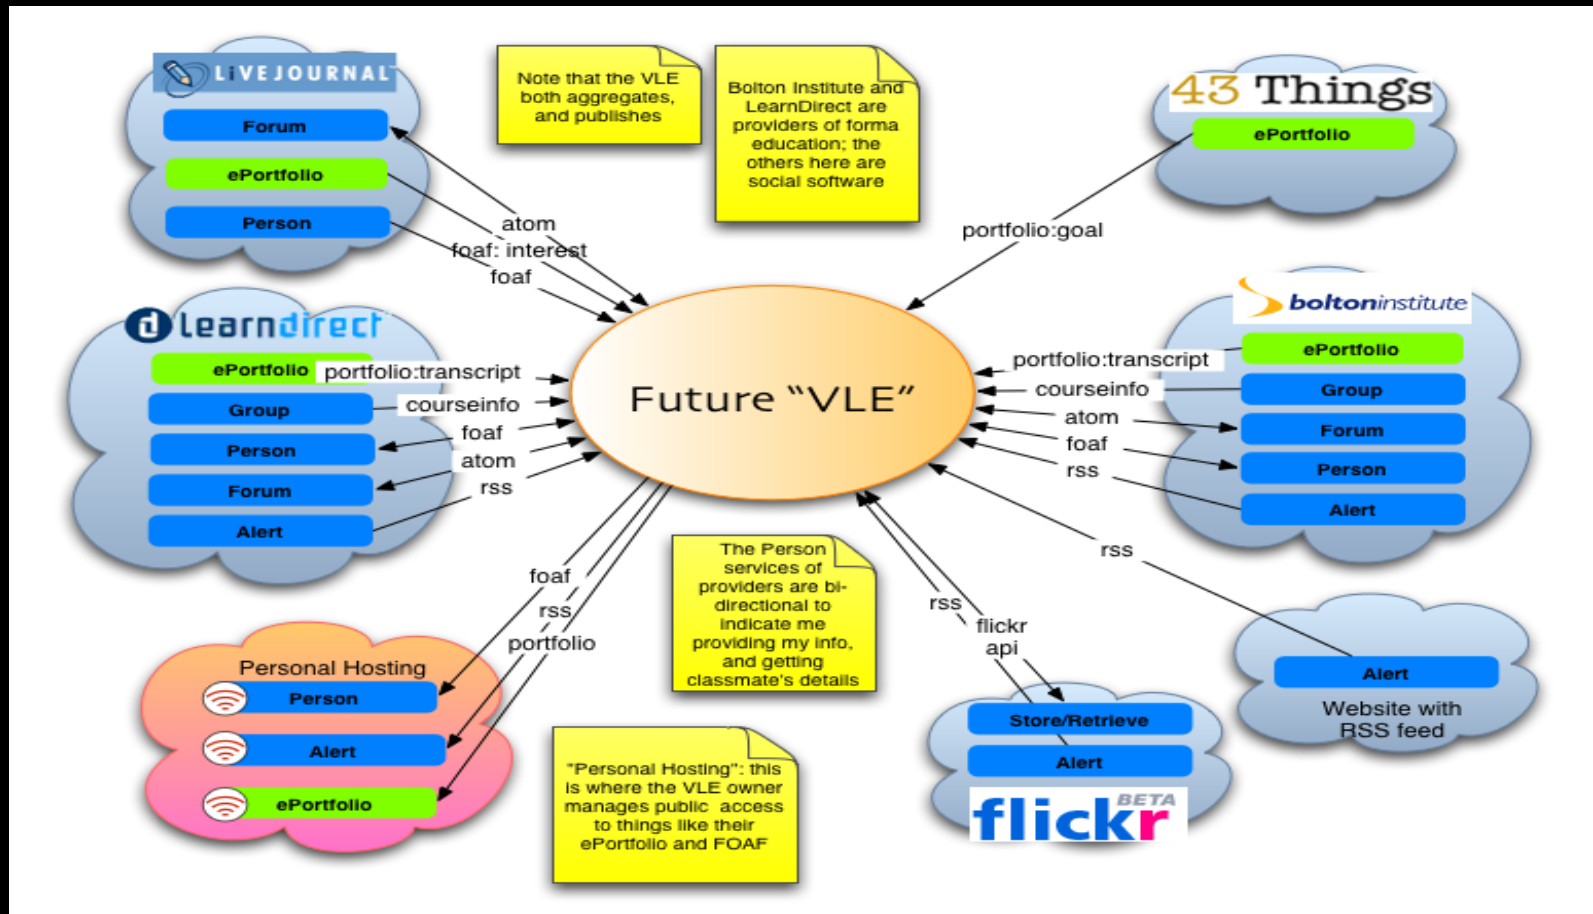 LiVEJOURNAL
Forum
ePortfolio
Person
Note that the VLE
both aggregates,
and publishes
Bolton Institute and
LearnDirect are
providers of forma
education; the
others here are
social software
43 Things
ePortfolio
atom
foaf: interest
foaf
portfolio:goal
learndirect
ePortfolio
Group
Person
Forum
Alert
portfolio:transcript
courseinfo
foaf
atom
rss
Future “VLE”
boltoninstitute
ePortfolio
Group
Forum
Person
Alert
portfolio:transcript
courseinfo
atom
foaf
rss
foaf
rss
portfolio
Personal Hosting
Person
Alert
ePortfolio
The Person
services of
providers are bi-
directional to
indicate me
providing my info,
and getting
classmate's details
"Personal Hosting": this
is where the VLE owner
manages public access
to things like their
ePortfolio and FOAF
rss
flickr
api
Store/Retrieve
Alert
BETA
flickr
rss
Alert
Website with
RSS feed